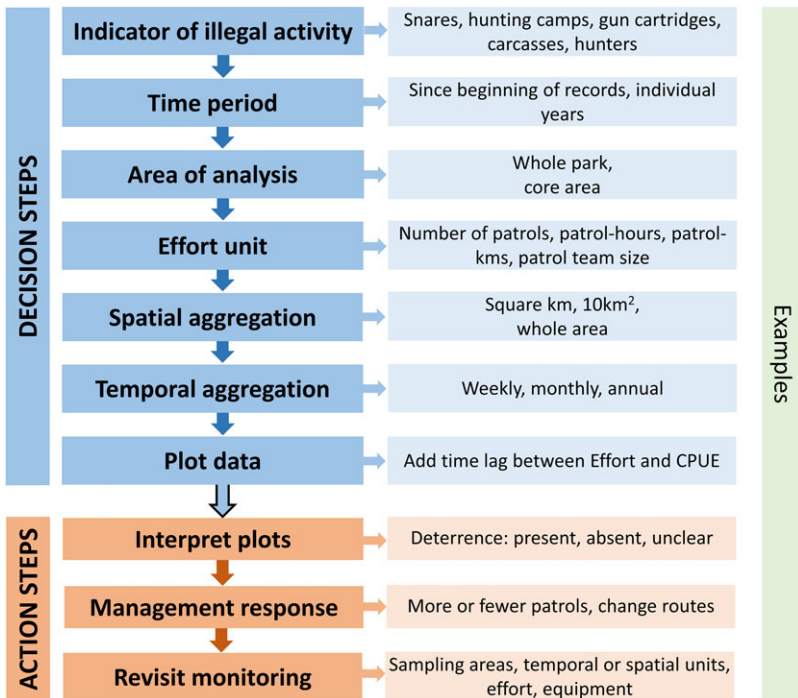 DECISION STEPS
Indicator of illegal activity
Snares, hunting camps, gun cartridges,
carcasses, hunters
Time period
Since beginning of records, individual
years
Area of analysis
Whole park,
core area
Effort unit
Number of patrols, patrol-hours, patrol-
kms, patrol team size
Spatial aggregation
Square km, 10km²,
whole area
Temporal aggregation
Weekly, monthly, annual
Plot data
Add time lag between Effort and CPUE
ACTION STEPS
Interpret plots
Deterrence: present, absent, unclear
Management response
More or fewer patrols, change routes
Revisit monitoring
Sampling areas, temporal or spatial units,
effort, equipment
Examples